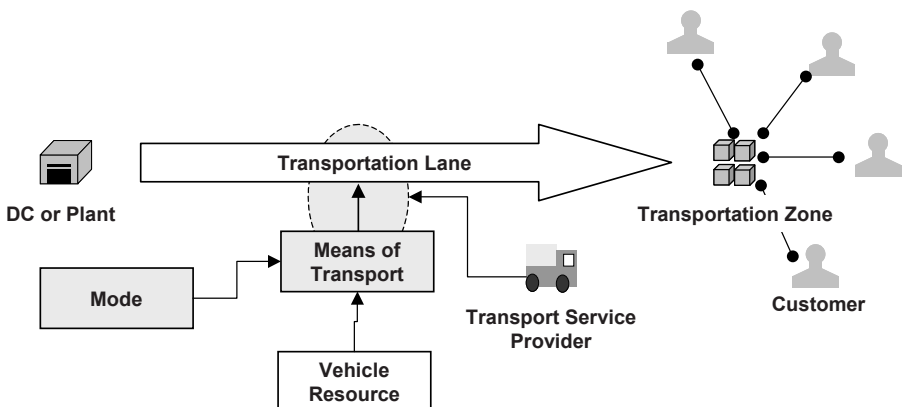 Transportation Lane
DC or Plant
Transportation Zone
Means of
Transport
Mode
Customer
Transport Service
Provider
Vehicle
Resource